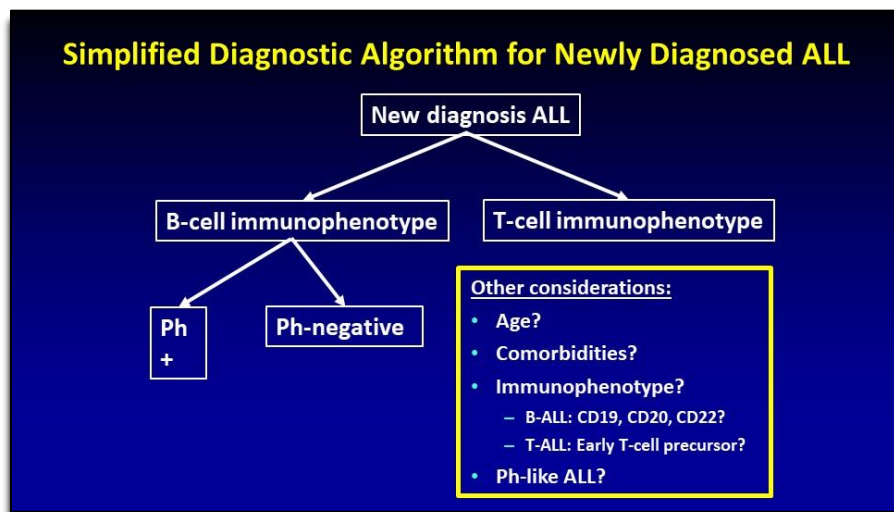 Simplified Diagnostic Algorithm for Newly Diagnosed ALL
New diagnosis ALL
B-cell immunophenotype
T-cell immunophenotype
Ph
+
Ph-negative
Other considerations:
• Age?
• Comorbidities?
• Immunophenotype?
– B-ALL: CD19, CD20, CD22?
– T-ALL: Early T-cell precursor?
• Ph-like ALL?